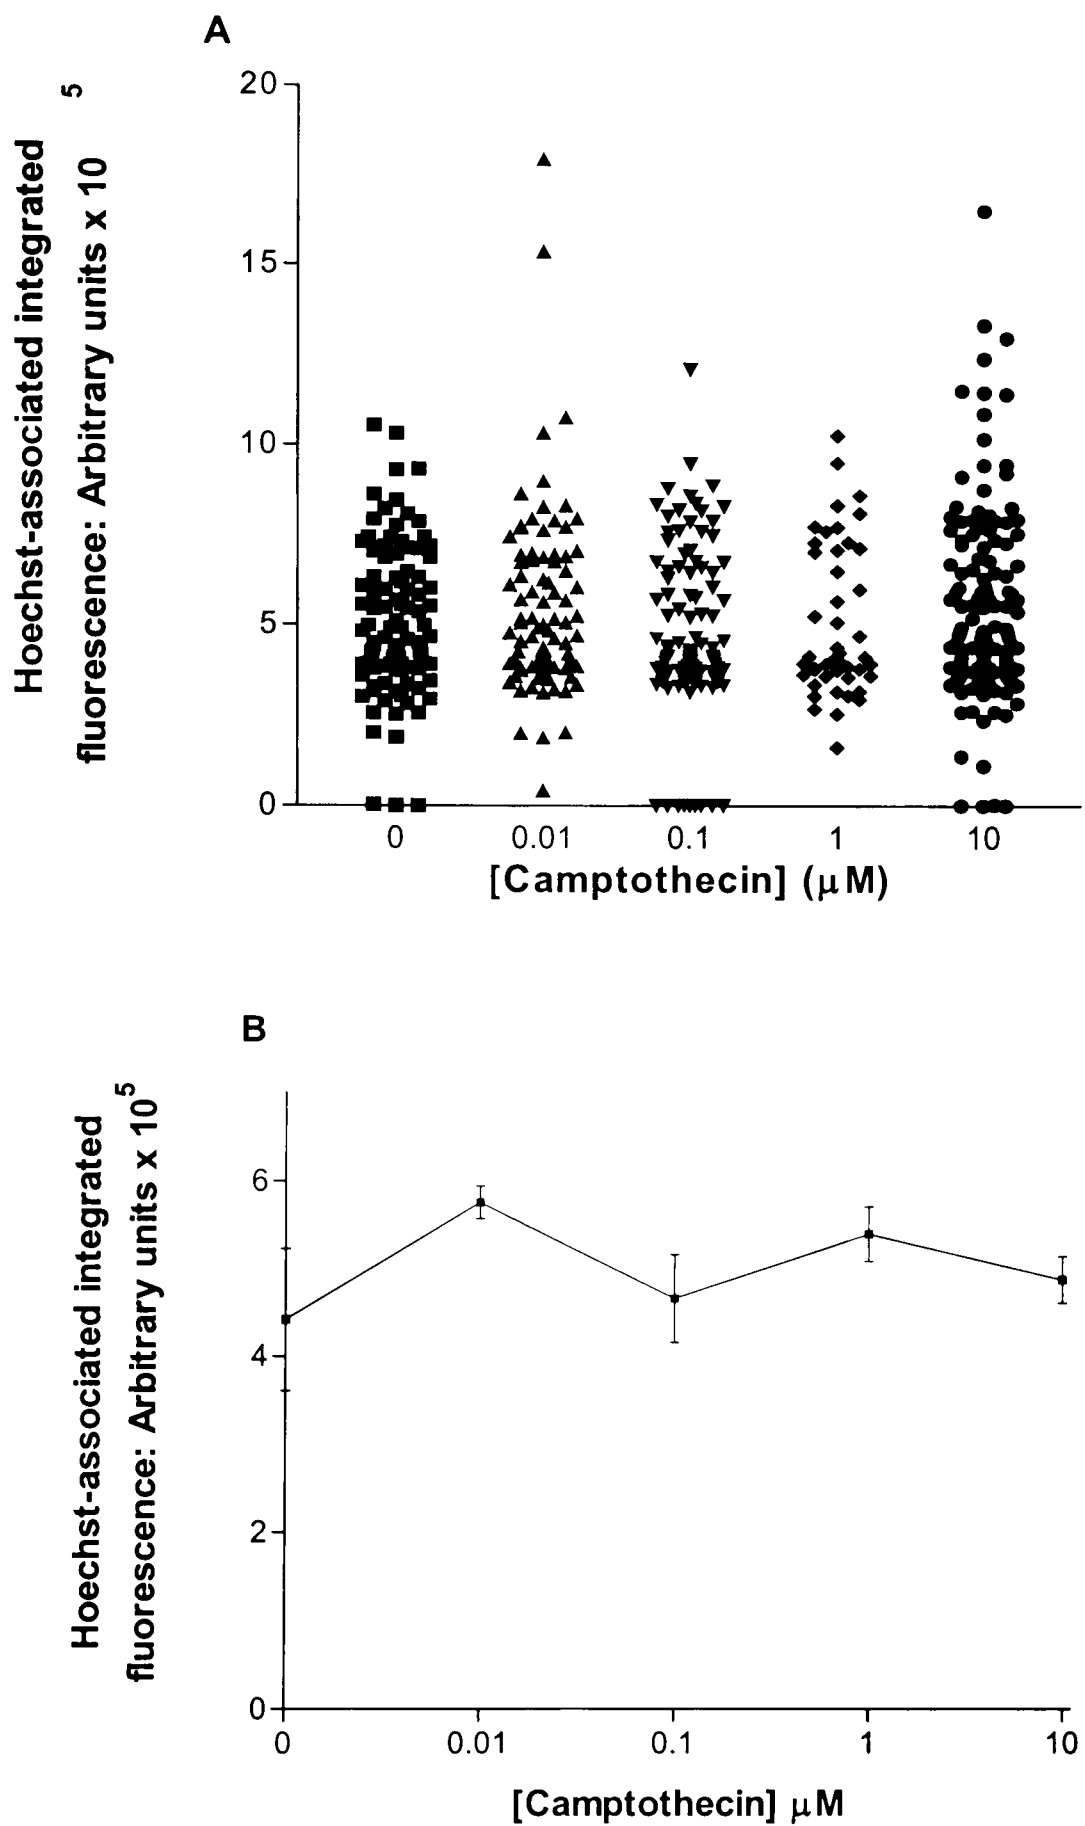 A
Hoechst-associated integrated
fluorescence: Arbitrary units x 10 5
20
15
10
5
0
0 0.01 0.1 1 10
[Camptothecin] (μM)
B
Hoechst-associated integrated
fluorescence: Arbitrary units x 10⁵
6
4
2
0
0 0.01 0.1 1 10
[Camptothecin] μM